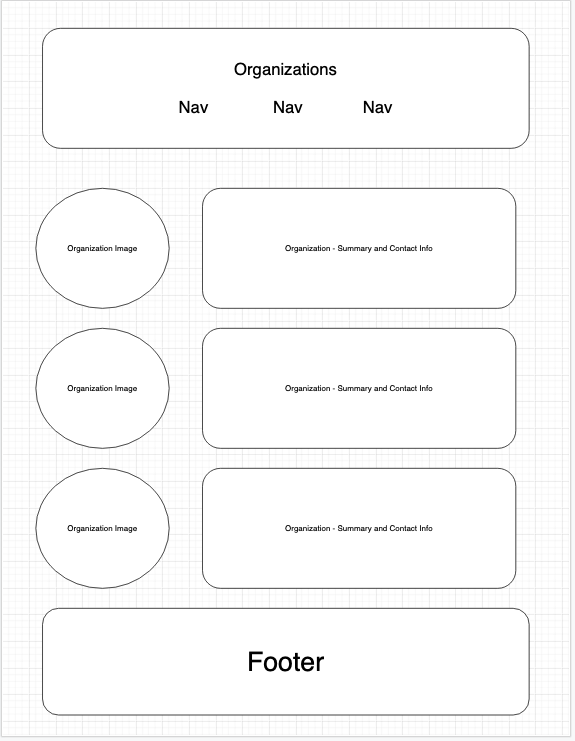 Organizations
Nav Nav Nav
Organization Image
Organization - Summary and Contact Info
Organization Image
Organization - Summary and Contact Info
Organization Image
Organization - Summary and Contact Info
Footer